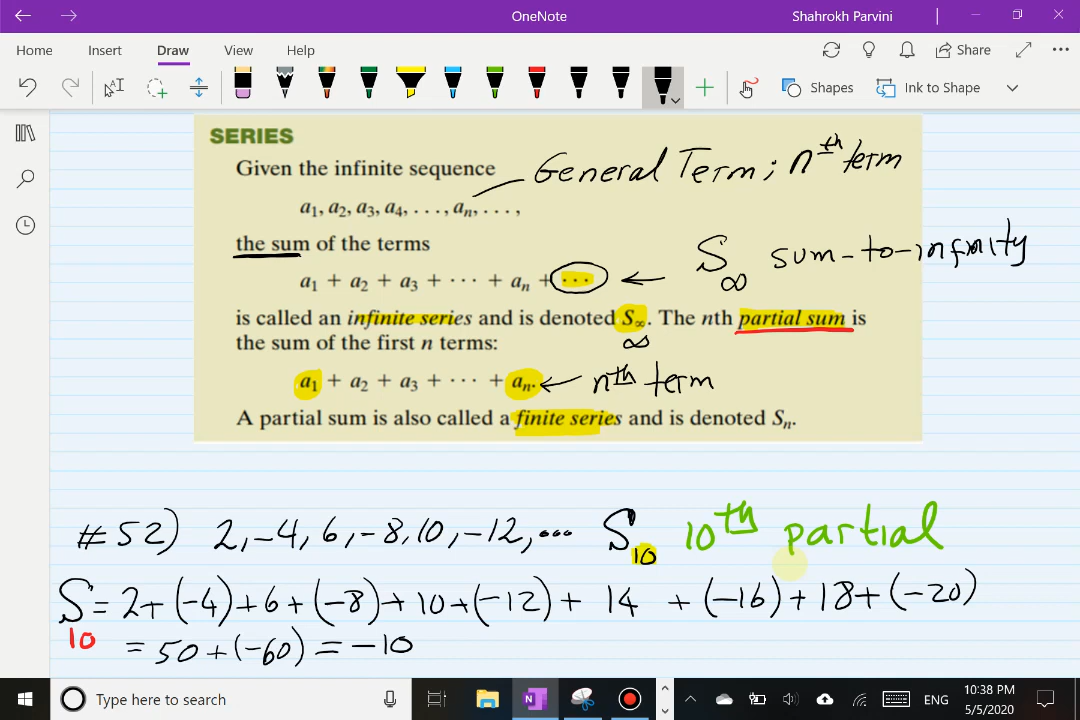 OneNote
Shahrokh Parvini
Home Insert Draw View Help
Share
Shapes Ink to Shape
SERIES
Given the infinite sequence
General Term; nth term
a1, a2, a3, a4, . . . , an, . . . ,
the sum of the terms
a1 + a2 + a3 + · · · + an + · · ·
S∞ sum-to-infinity
is called an infinite series and is denoted S∞. The nth partial sum is
∞
the sum of the first n terms:
a1 + a2 + a3 + · · · + an.
nth term
A partial sum is also called a finite series and is denoted Sn.
#52) 2, -4, 6, -8, 10, -12, ... S10 10th partial
S10 = 2+(-4)+6+(-8)+10+(-12)+ 14 +(-16)+18+(-20)
= 50+(-60) = -10
Type here to search
ENG
10:38 PM
5/5/2020